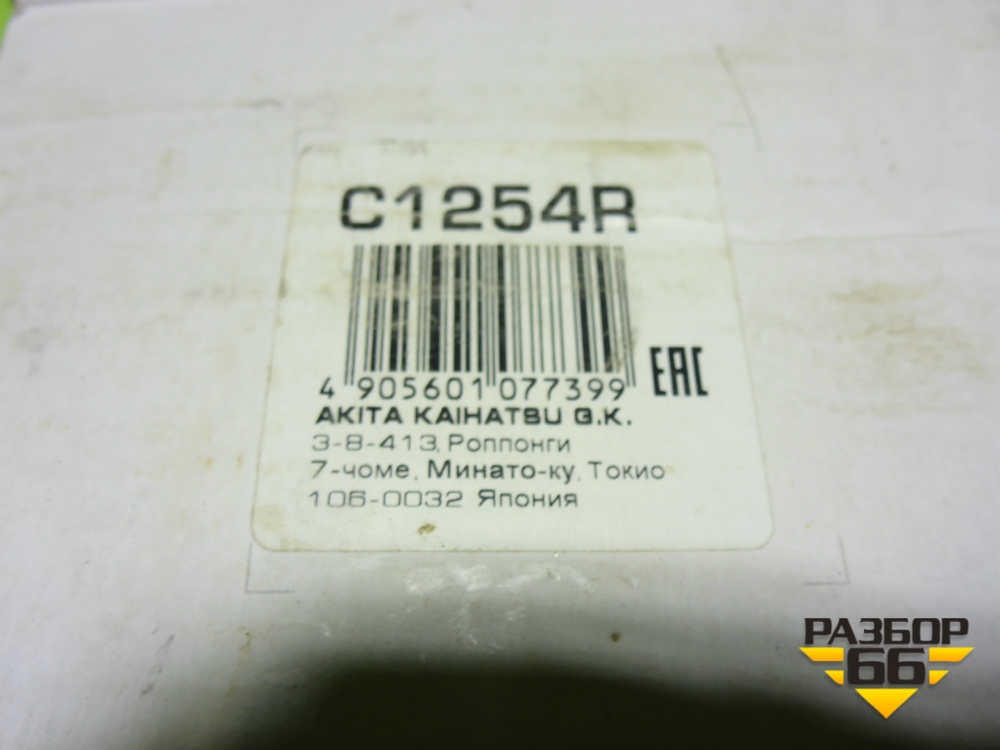 C1254R
4 905601 077399
EAC
AKITA KAIHATSU G.K.
3-8-413, Роппонги
7-чоме, Минато-ку, Токио
106-0032 Япония
РАЗБОР
66